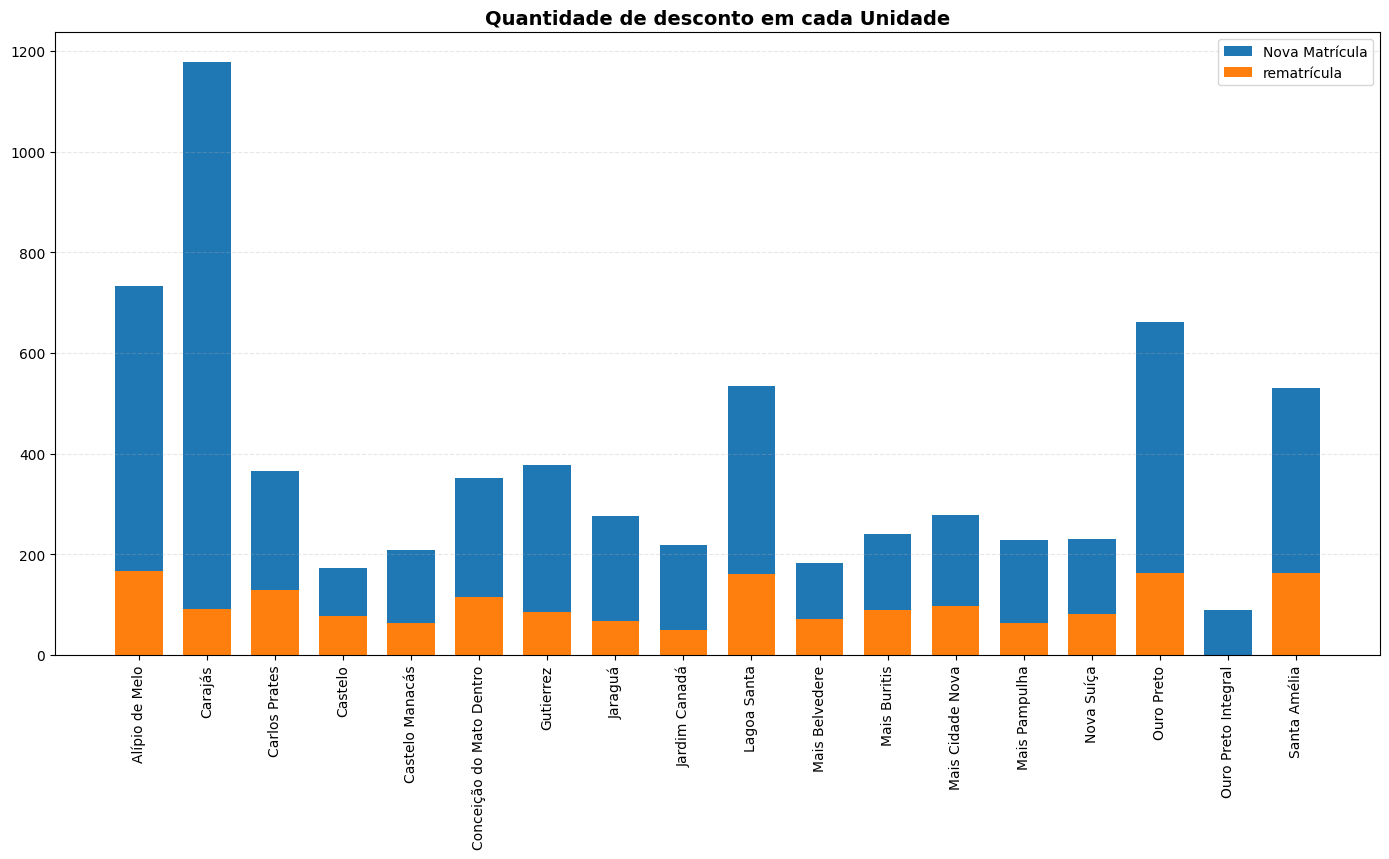 Quantidade de desconto em cada Unidade
Nova Matrícula
rematrícula
1200
1000
800
600
400
200
0
Alípio de Melo
Carajás
Carlos Prates
Castelo
Castelo Manacás
Conceição do Mato Dentro
Gutierrez
Jaraguá
Jardim Canadá
Lagoa Santa
Mais Belvedere
Mais Buritis
Mais Cidade Nova
Mais Pampulha
Nova Suíça
Ouro Preto
Ouro Preto Integral
Santa Amélia